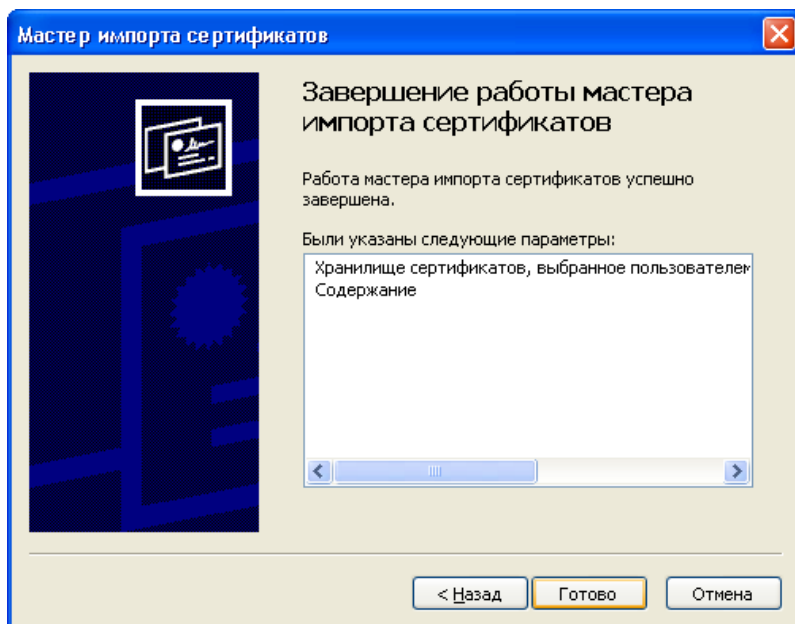 Мастер импорта сертификатов
Завершение работы мастера
импорта сертификатов
Работа мастера импорта сертификатов успешно
завершена.
Были указаны следующие параметры:
Хранилище сертификатов, выбранное пользователем
Содержание
< Назад
Готово
Отмена